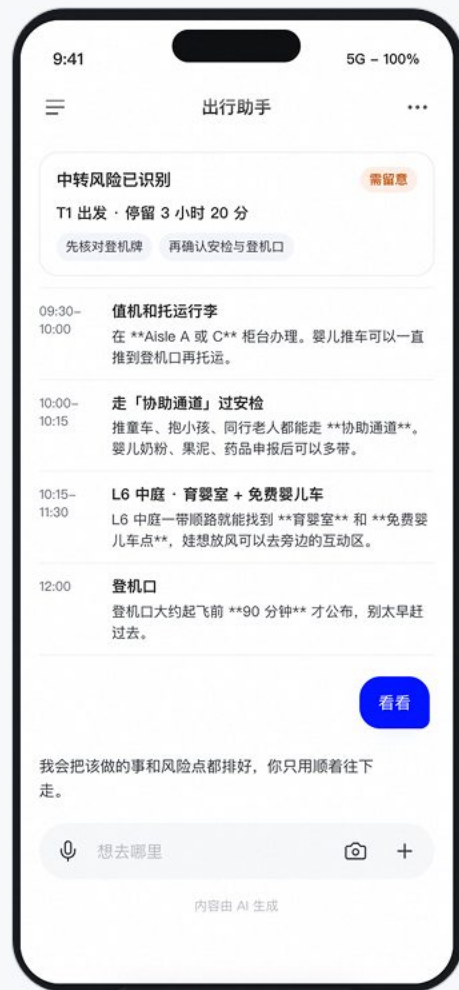 9:41
5G – 100%
出行助手
中转风险已识别
需留意
T1 出发 · 停留 3 小时 20 分
先核对登机牌
再确认安检与登机口
09:30–
10:00
值机和托运行李
在 **Aisle A 或 C** 柜台办理。婴儿推车可以一直
推到登机口再托运。
10:00–
10:15
走「协助通道」过安检
推童车、抱小孩、同行老人都能走 **协助通道**。
婴儿奶粉、果泥、药品申报后可以多带。
10:15–
11:30
L6 中庭 · 育婴室 + 免费婴儿车
L6 中庭一带顺路就能找到 **育婴室** 和 **免费婴
儿车点**，娃想放风可以去旁边的互动区。
12:00
登机口
登机口大约起飞前 **90 分钟** 才公布，别太早赶
过去。
看看
我会把该做的事和风险点都排好，你只用顺着往下
走。
想去哪里
内容由 AI 生成